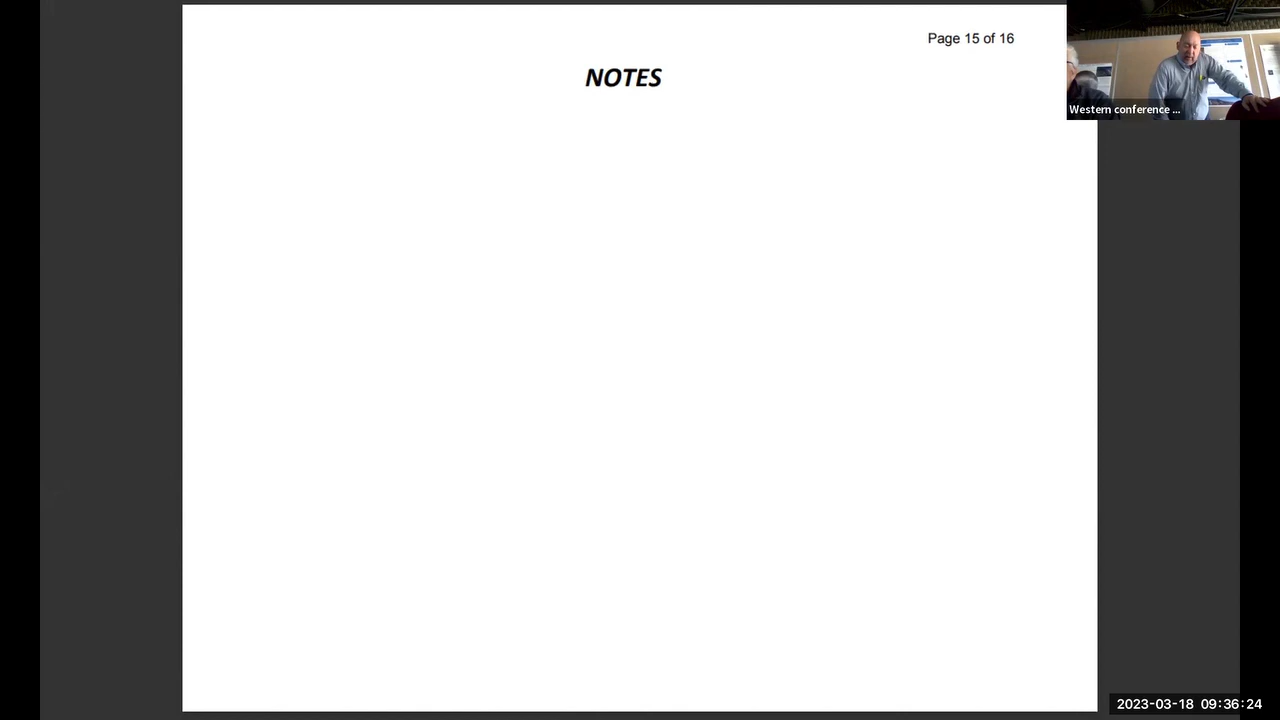 Page 15 of 16
NOTES
Western conference ...
2023-03-18 09:36:24